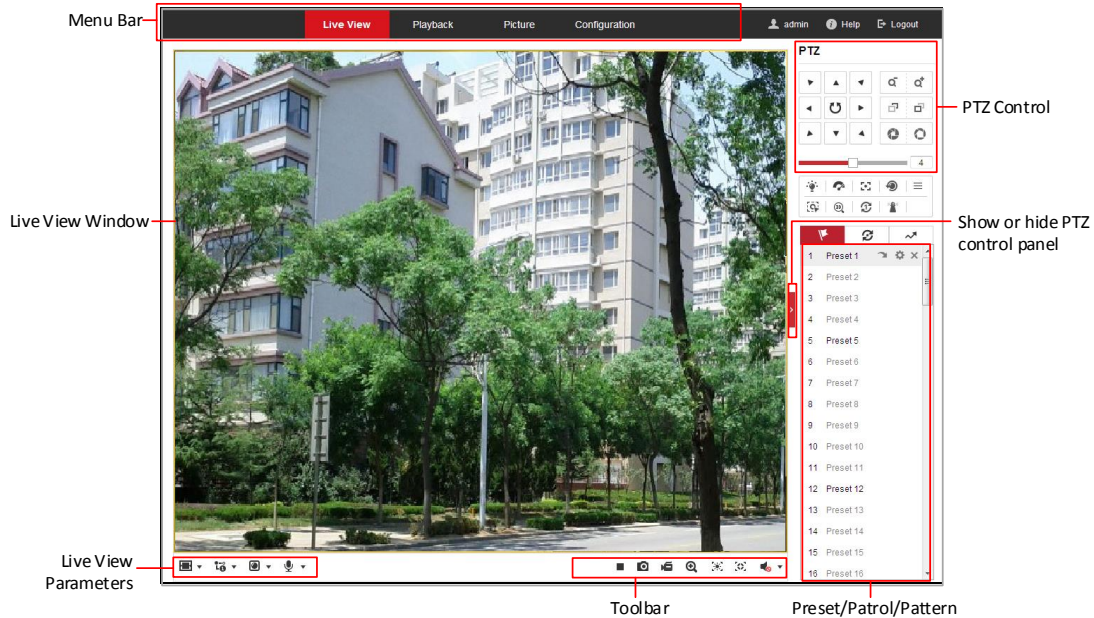 Menu Bar
Live View Playback Picture Configuration admin Help Logout
PTZ
4
PTZ Control
Live View Window
Show or hide PTZ
control panel
1 Preset 1
2 Preset 2
3 Preset 3
4 Preset 4
5 Preset 5
6 Preset 6
7 Preset 7
8 Preset 8
9 Preset 9
10 Preset 10
11 Preset 11
12 Preset 12
13 Preset 13
14 Preset 14
15 Preset 15
16 Preset 16
Live View
Parameters
Toolbar
Preset/Patrol/Pattern